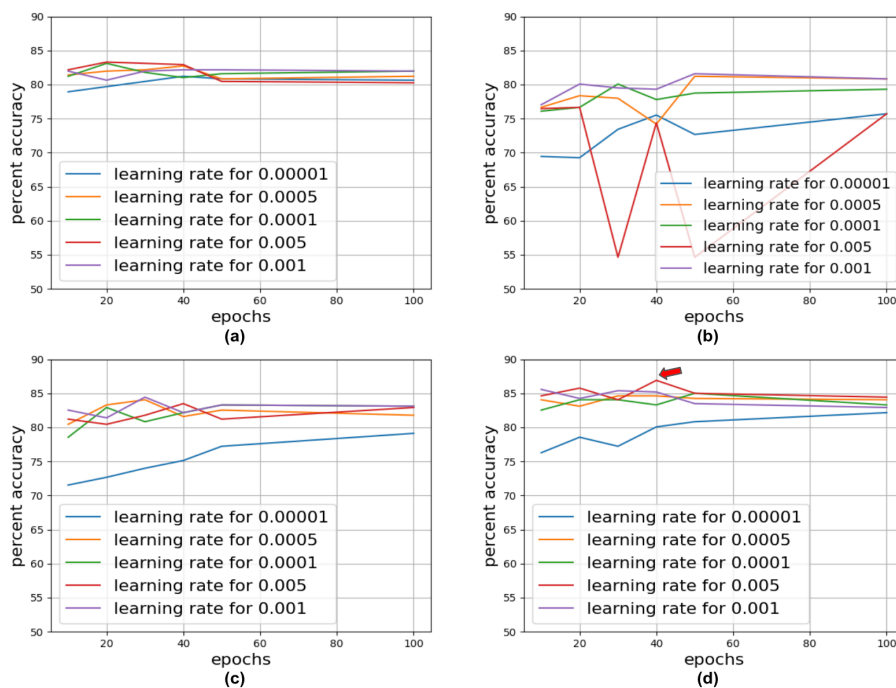 90
85
80
75
70
65
60
55
50
percent accuracy
learning rate for 0.00001
learning rate for 0.0005
learning rate for 0.0001
learning rate for 0.005
learning rate for 0.001
20
40
60
80
100
epochs
(a)
90
85
80
75
70
65
60
55
50
percent accuracy
learning rate for 0.00001
learning rate for 0.0005
learning rate for 0.0001
learning rate for 0.005
learning rate for 0.001
20
40
60
80
100
epochs
(b)
90
85
80
75
70
65
60
55
50
percent accuracy
learning rate for 0.00001
learning rate for 0.0005
learning rate for 0.0001
learning rate for 0.005
learning rate for 0.001
20
40
60
80
100
epochs
(c)
90
85
80
75
70
65
60
55
50
percent accuracy
learning rate for 0.00001
learning rate for 0.0005
learning rate for 0.0001
learning rate for 0.005
learning rate for 0.001
20
40
60
80
100
epochs
(d)